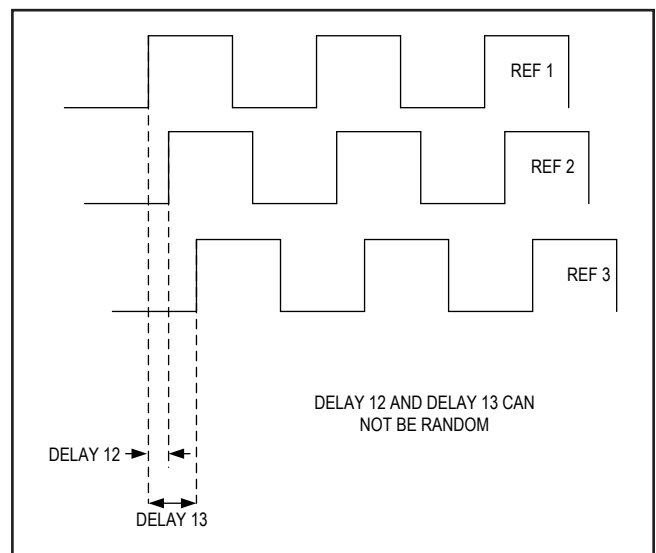 REF 1
REF 2
REF 3
DELAY 12 AND DELAY 13 CAN
NOT BE RANDOM
DELAY 12
DELAY 13